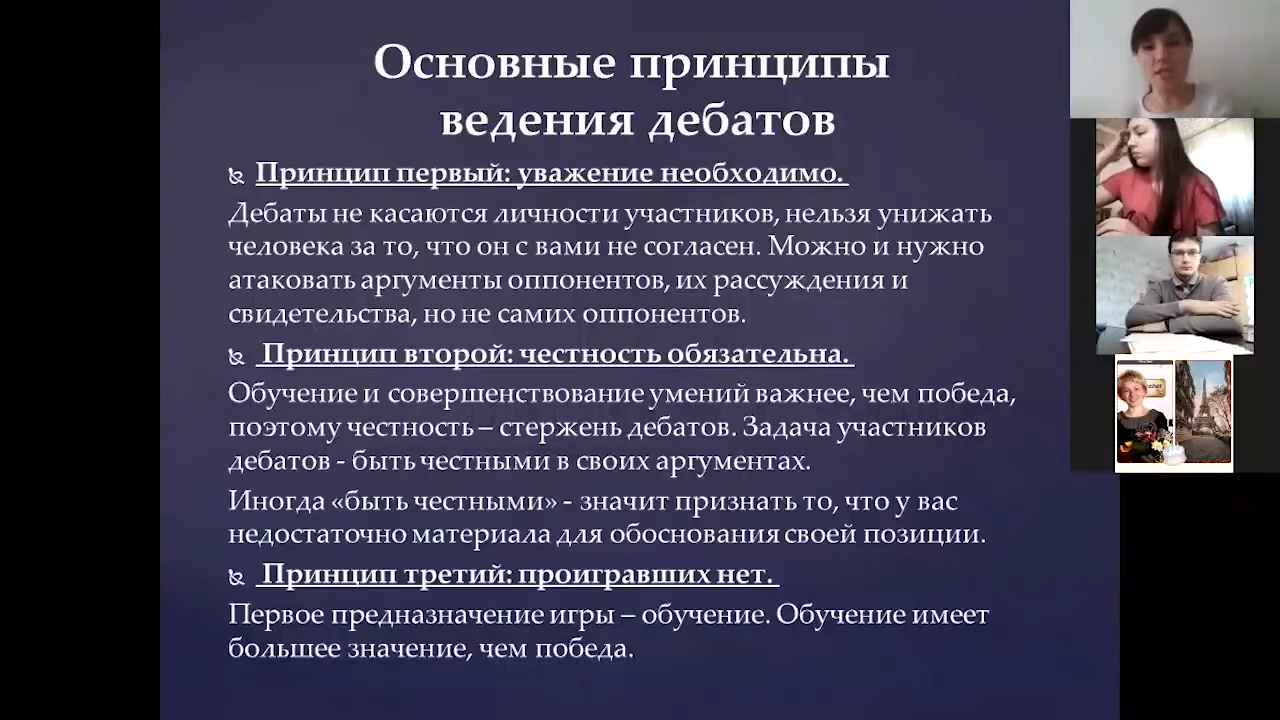 Основные принципы
ведения дебатов
Принцип первый: уважение необходимо.
Дебаты не касаются личности участников, нельзя унижать
человека за то, что он с вами не согласен. Можно и нужно
атаковать аргументы оппонентов, их рассуждения и
свидетельства, но не самих оппонентов.
Принцип второй: честность обязательна.
Обучение и совершенствование умений важнее, чем победа,
поэтому честность – стержень дебатов. Задача участников
дебатов - быть честными в своих аргументах.
Иногда «быть честными» - значит признать то, что у вас
недостаточно материала для обоснования своей позиции.
Принцип третий: проигравших нет.
Первое предназначение игры – обучение. Обучение имеет
большее значение, чем победа.